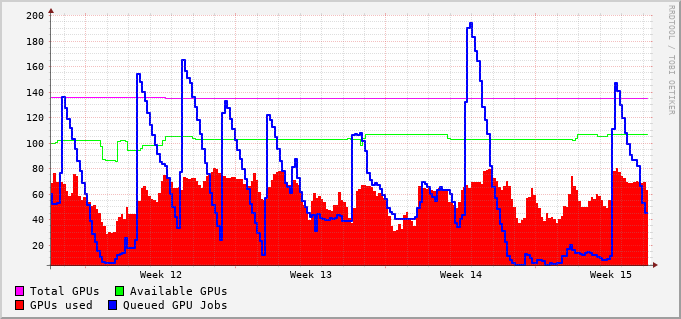 200
180
160
140
120
100
80
60
40
20
Week 12 Week 13 Week 14 Week 15
Total GPUs Available GPUs
GPUs used Queued GPU Jobs
RRDTOOL / TOBI OETIKER